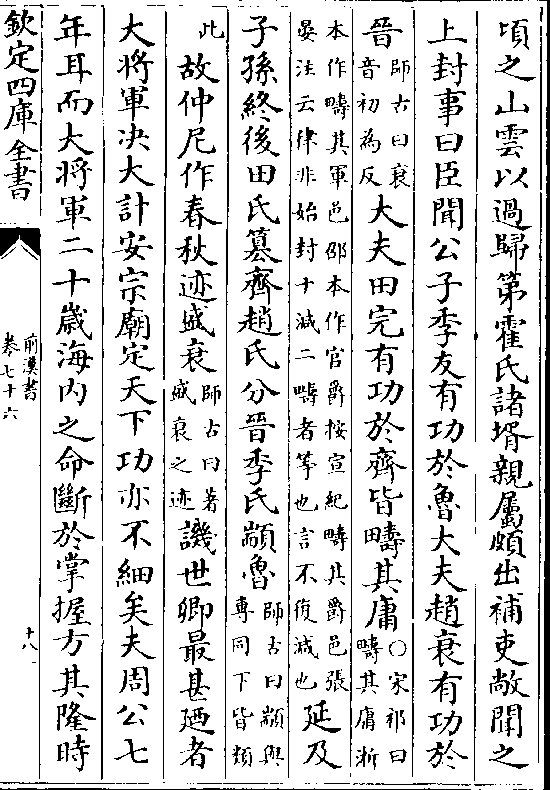 頃之山雲以過歸第霍氏諸壻親屬頗出補吏敞聞之
上封事曰臣聞公子季友有功於魯大夫趙衰有功於
晉師古曰衰音初為反大夫田完有功於齊皆疇其庸○宋祁曰疇其庸淅
本作疇其軍邑邵本作官爵按宣紀疇其爵邑張晏注云律非始封十減二疇者等也言不復減也延及
子孫終後田氏篡齊趙氏分晉季氏顓魯師古曰顓與專同下皆類
此故仲尼作春秋迹盛衰師古曰著盛衰之迹譏世卿最甚廼者
大將軍決大計安宗廟定天下功亦不細矣夫周公七
年耳而大將軍二十歲海內之命斷於掌握方其隆時
欽定四庫全書
前漢書
卷七十六
十八